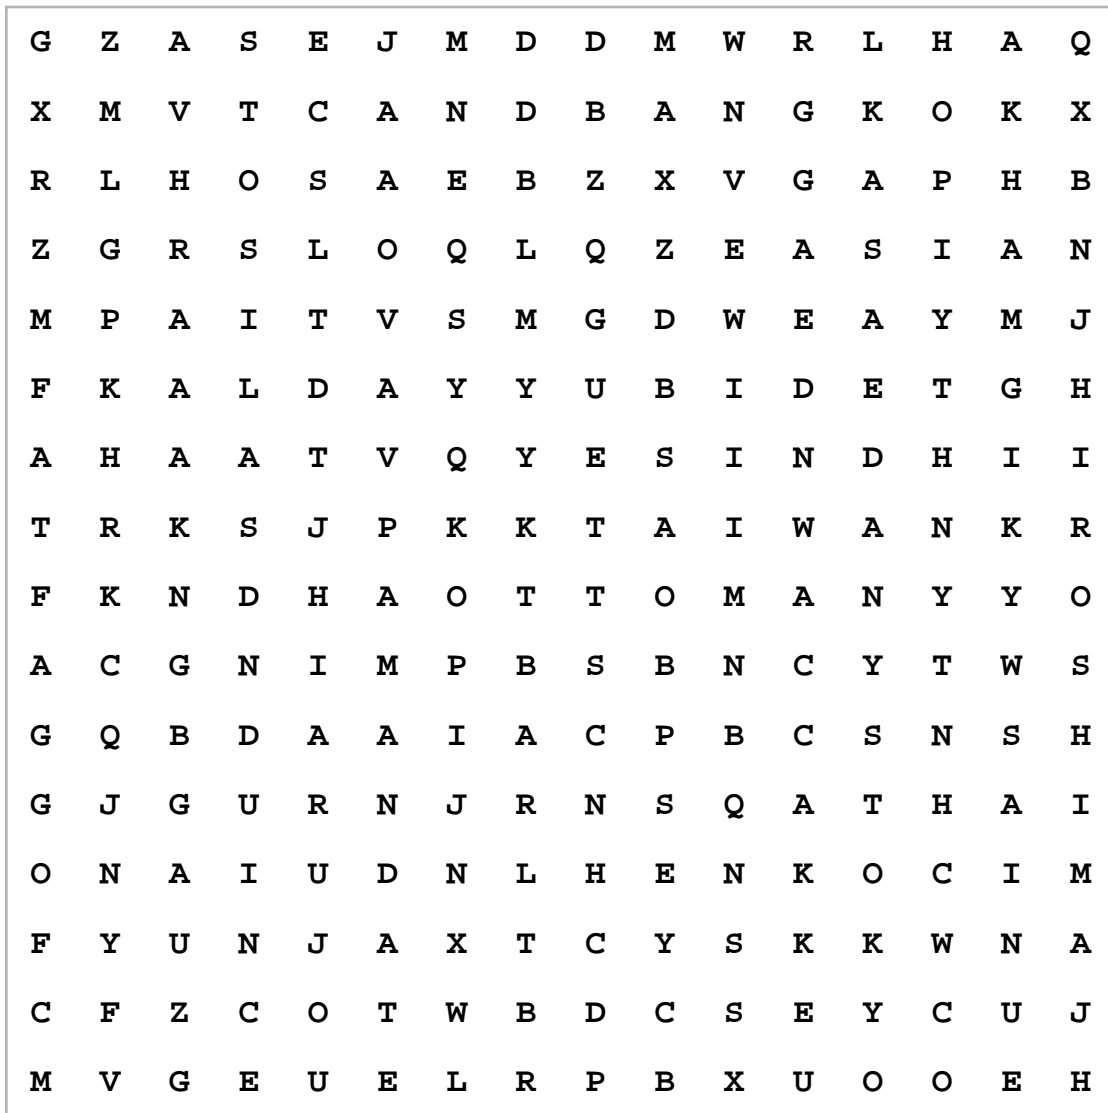 G Z A S E J M D D M W R L H A Q
X M V T C A N D B A N G K O K X
R L H O S A E B Z X V G A P H B
Z G R S L O Q L Q Z E A S I A N
M P A I T V S M G D W E A Y M J
F K A L D A Y Y U B I D E T G H
A H A A T V Q Y E S I N D H I I
T R K S J P K K T A I W A N K R
F K N D H A O T T O M A N Y Y O
A C G N I M P B S B N C Y T W S
G Q B D A A I A C P B C S N S H
G J G U R N J R N S Q A T H A I
O N A I U D N L H E N K O C I M
F Y U N J A X T C Y S K K W N A
C F Z C O T W B D C S E Y C U J
M V G E U E L R P B X U O O E H